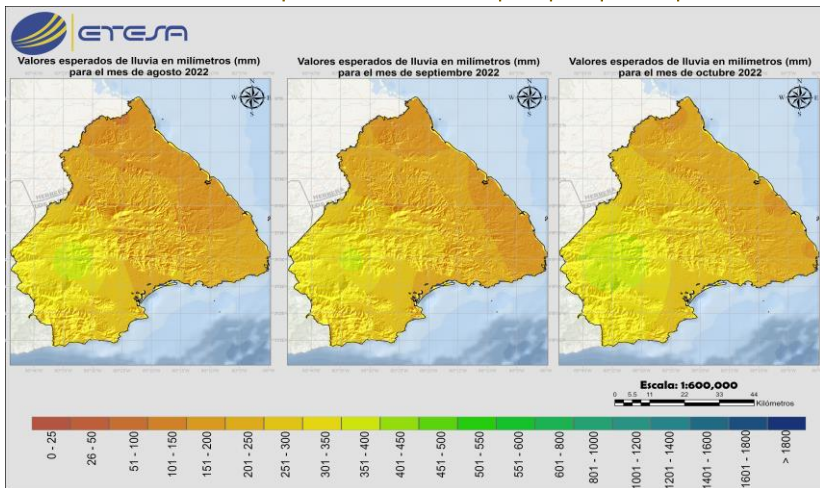 ETESA
Valores esperados de lluvia en milímetros (mm)
para el mes de agosto 2022
Valores esperados de lluvia en milímetros (mm)
para el mes de septiembre 2022
Valores esperados de lluvia en milímetros (mm)
para el mes de octubre 2022
N
W E
S
N
W E
S
N
W E
S
HERRERA
Escala: 1:600,000
0 5.5 11 22 33 44
Kilómetros
0 - 25
26 - 50
51 - 100
101 - 150
151 - 200
201 - 250
251 - 300
301 - 350
351 - 400
401 - 450
451 - 500
501 - 550
551 - 600
601 - 800
801 - 1000
1001 - 1200
1201 - 1400
1401 - 1600
1601 - 1800
> 1800